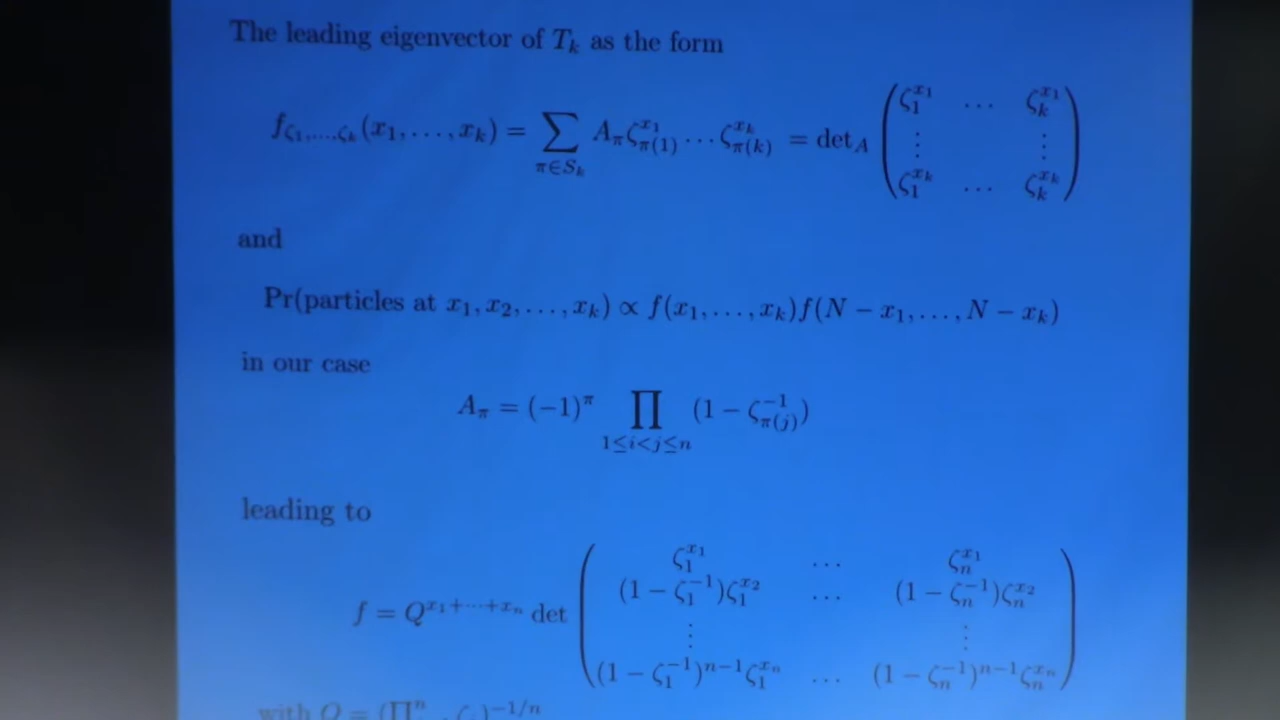 The leading eigenvector of T_k as the form
f_{ζ_1,...,ζ_k}(x_1, . . . , x_k) = ∑_{π∈S_k} A_π ζ_{π(1)}^{x_1} · · · ζ_{π(k)}^{x_k} = det_A ( ζ_1^{x_1} ... ζ_k^{x_1}
⋮ ⋮
ζ_1^{x_k} ... ζ_k^{x_k} )
and
Pr(particles at x_1, x_2, . . . , x_k) ∝ f(x_1, . . . , x_k)f(N − x_1, . . . , N − x_k)
in our case
A_π = (−1)^π ∏_{1≤i<j≤n} (1 − ζ_{π(j)}^{−1})
leading to
f = Q^{x_1+···+x_n} det ( ζ_1^{x_1} ... ζ_n^{x_1}
(1 − ζ_1^{−1})ζ_1^{x_2} ... (1 − ζ_n^{−1})ζ_n^{x_2}
⋮ ⋮
(1 − ζ_1^{−1})^{n−1}ζ_1^{x_n} ... (1 − ζ_n^{−1})^{n−1}ζ_n^{x_n} )
with Q = (∏^n ζ )^{−1/n}